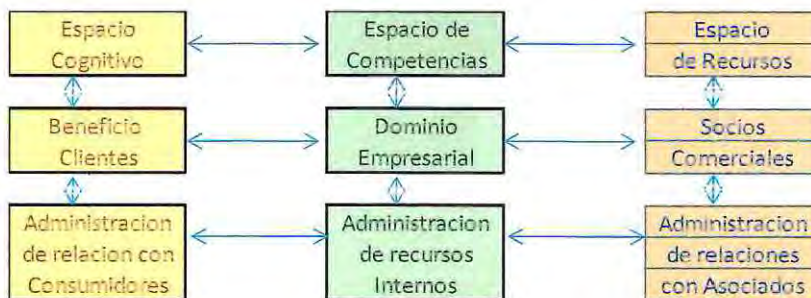 Espacio
Cognitivo
Espacio de
Competencias
Espacio
de Recursos
Beneficio
Clientes
Dominio
Empresarial
Socios
Comerciales
Administracion
de relacion con
Consumidores
Administracion
de recursos
Internos
Administracion
de relaciones
con Asociados